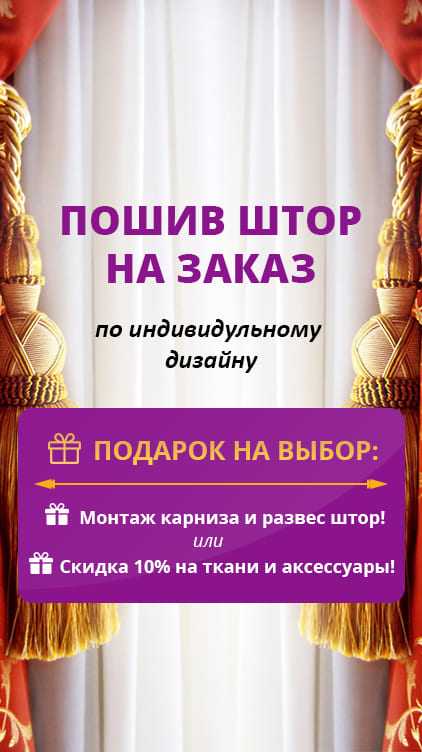 ПОШИВ ШТОР
НА ЗАКАЗ
по индивидульному
дизайну
ПОДАРОК НА ВЫБОР:
Монтаж карниза и развес штор!
или
Скидка 10% на ткани и аксессуары!